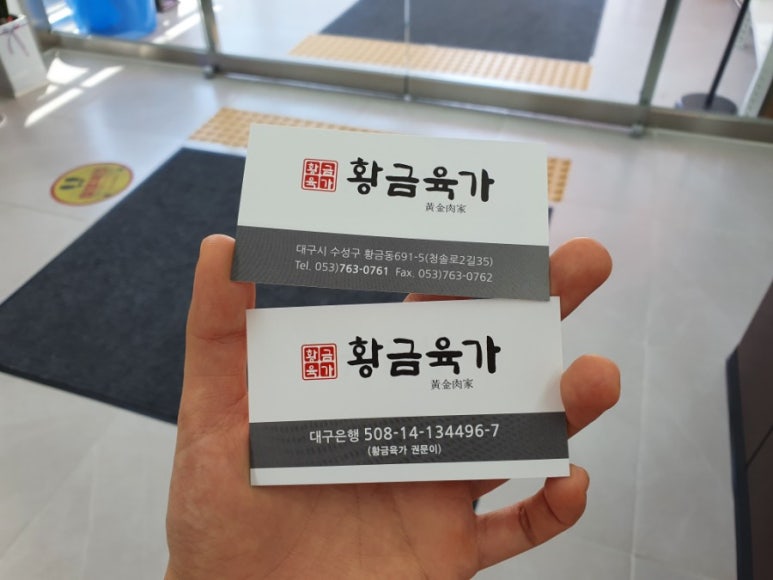 황금
육가
황금육가
黃金肉家
대구시 수성구 황금동691-5(청솔로2길35)
Tel. 053)763-0761 Fax. 053)763-0762
황금
육가
황금육가
黃金肉家
대구은행 508-14-134496-7
(황금육가 권문이)